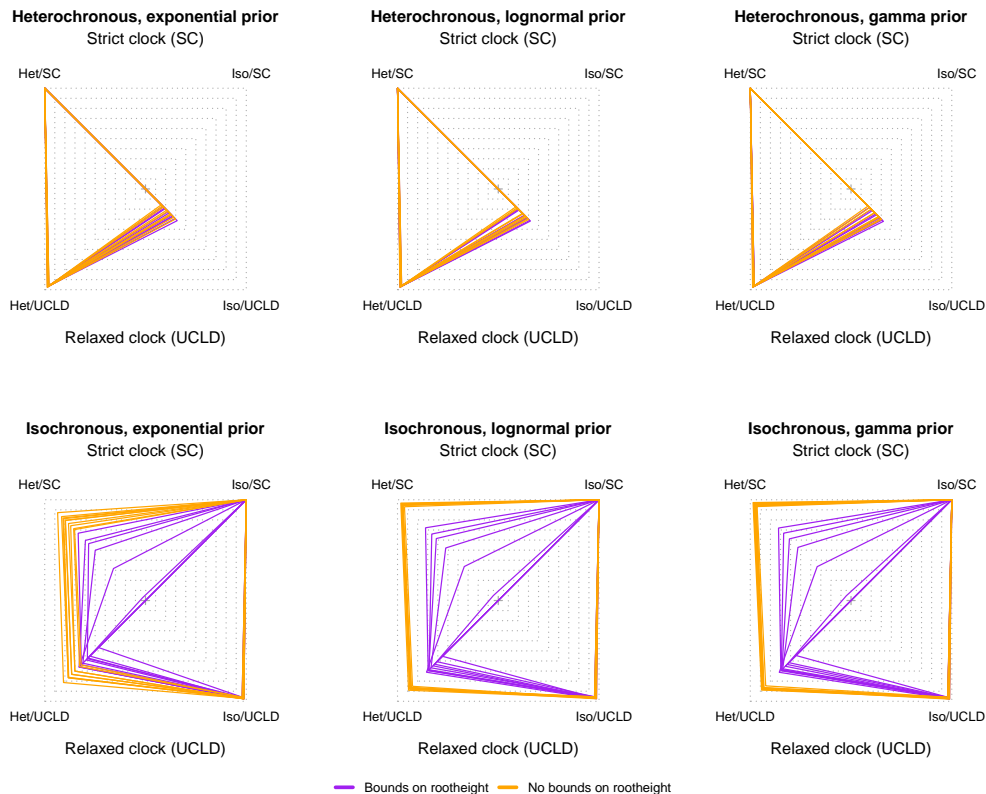 Heterochronous, exponential prior
Strict clock (SC)
Het/SC
Iso/SC
Het/UCLD
Iso/UCLD
Relaxed clock (UCLD)
Heterochronous, lognormal prior
Strict clock (SC)
Het/SC
Iso/SC
Het/UCLD
Iso/UCLD
Relaxed clock (UCLD)
Heterochronous, gamma prior
Strict clock (SC)
Het/SC
Iso/SC
Het/UCLD
Iso/UCLD
Relaxed clock (UCLD)
Isochronous, exponential prior
Strict clock (SC)
Het/SC
Iso/SC
Het/UCLD
Iso/UCLD
Relaxed clock (UCLD)
Isochronous, lognormal prior
Strict clock (SC)
Het/SC
Iso/SC
Het/UCLD
Iso/UCLD
Relaxed clock (UCLD)
Isochronous, gamma prior
Strict clock (SC)
Het/SC
Iso/SC
Het/UCLD
Iso/UCLD
Relaxed clock (UCLD)
Bounds on rootheight
No bounds on rootheight